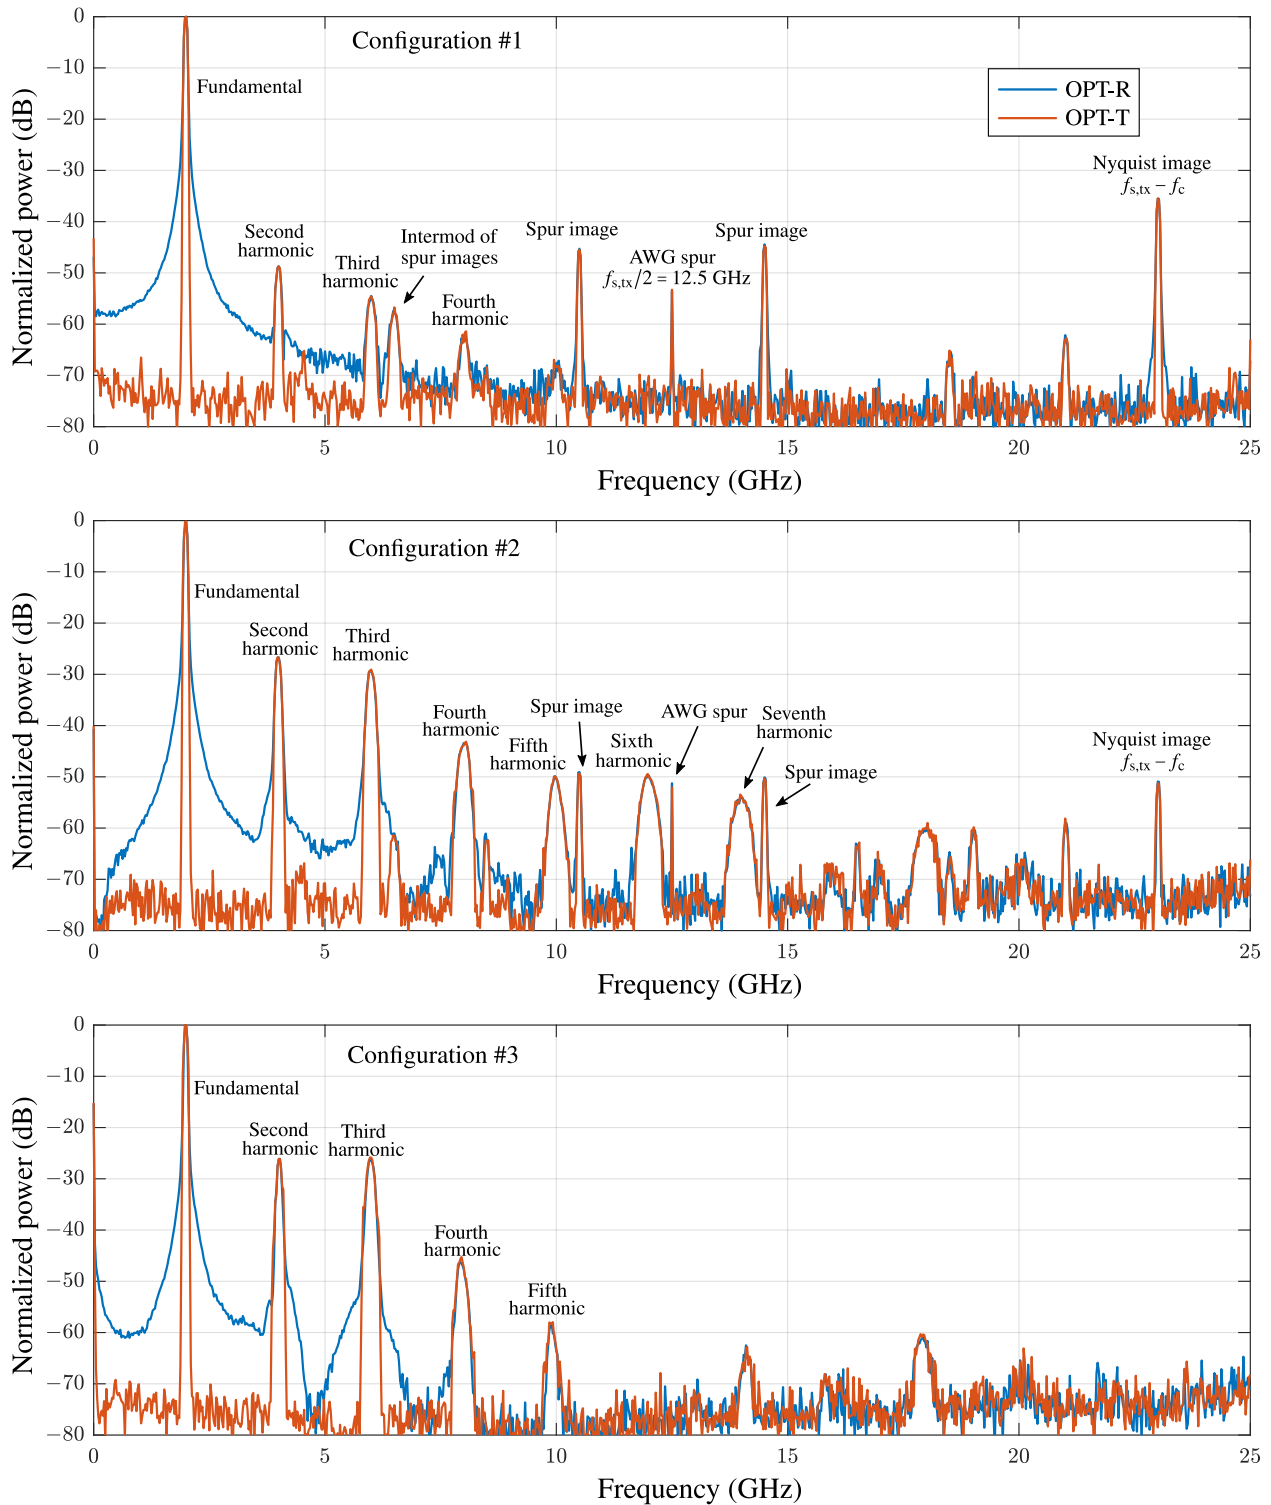 Configuration #1
Normalized power (dB)
0
−10
−20
−30
−40
−50
−60
−70
−80
Fundamental
Second
harmonic
Third
harmonic
Intermod of
spur images
Fourth
harmonic
Spur image
AWG spur
fs,tx/2 = 12.5 GHz
Spur image
OPT-R
OPT-T
Nyquist image
fs,tx − fc
0
5
10
15
20
25
Frequency (GHz)
Configuration #2
Normalized power (dB)
0
−10
−20
−30
−40
−50
−60
−70
−80
Fundamental
Second
harmonic
Third
harmonic
Fourth
harmonic
Fifth
harmonic
Spur image
Sixth
harmonic
AWG spur
Seventh
harmonic
Spur image
Nyquist image
fs,tx − fc
0
5
10
15
20
25
Frequency (GHz)
Configuration #3
Normalized power (dB)
0
−10
−20
−30
−40
−50
−60
−70
−80
Fundamental
Second
harmonic
Third
harmonic
Fourth
harmonic
Fifth
harmonic
0
5
10
15
20
25
Frequency (GHz)